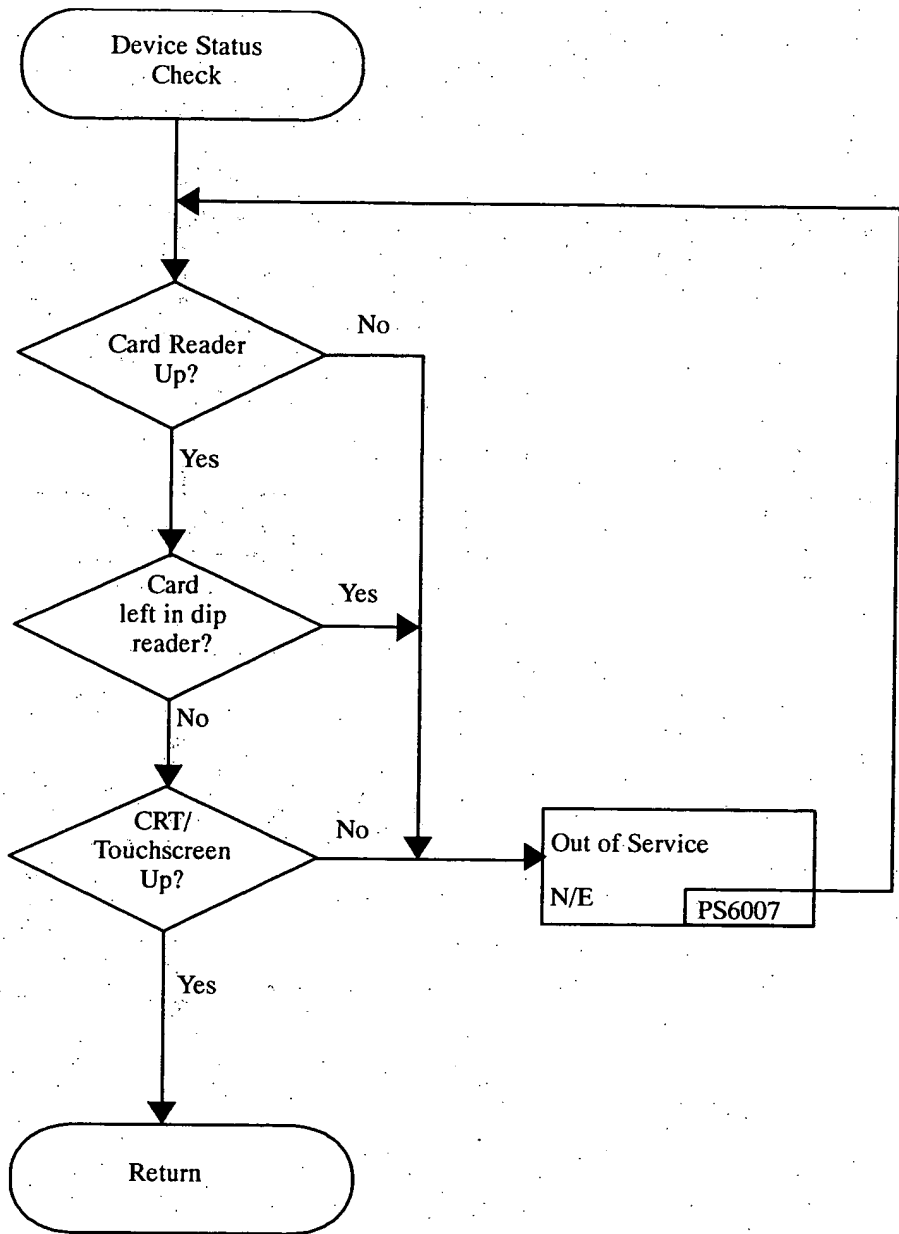 Device Status
Check
Card Reader
Up?
No
Yes
Card
left in dip
reader?
Yes
No
CRT/
Touchscreen
Up?
No
Out of Service
N/E
PS6007
Yes
Return